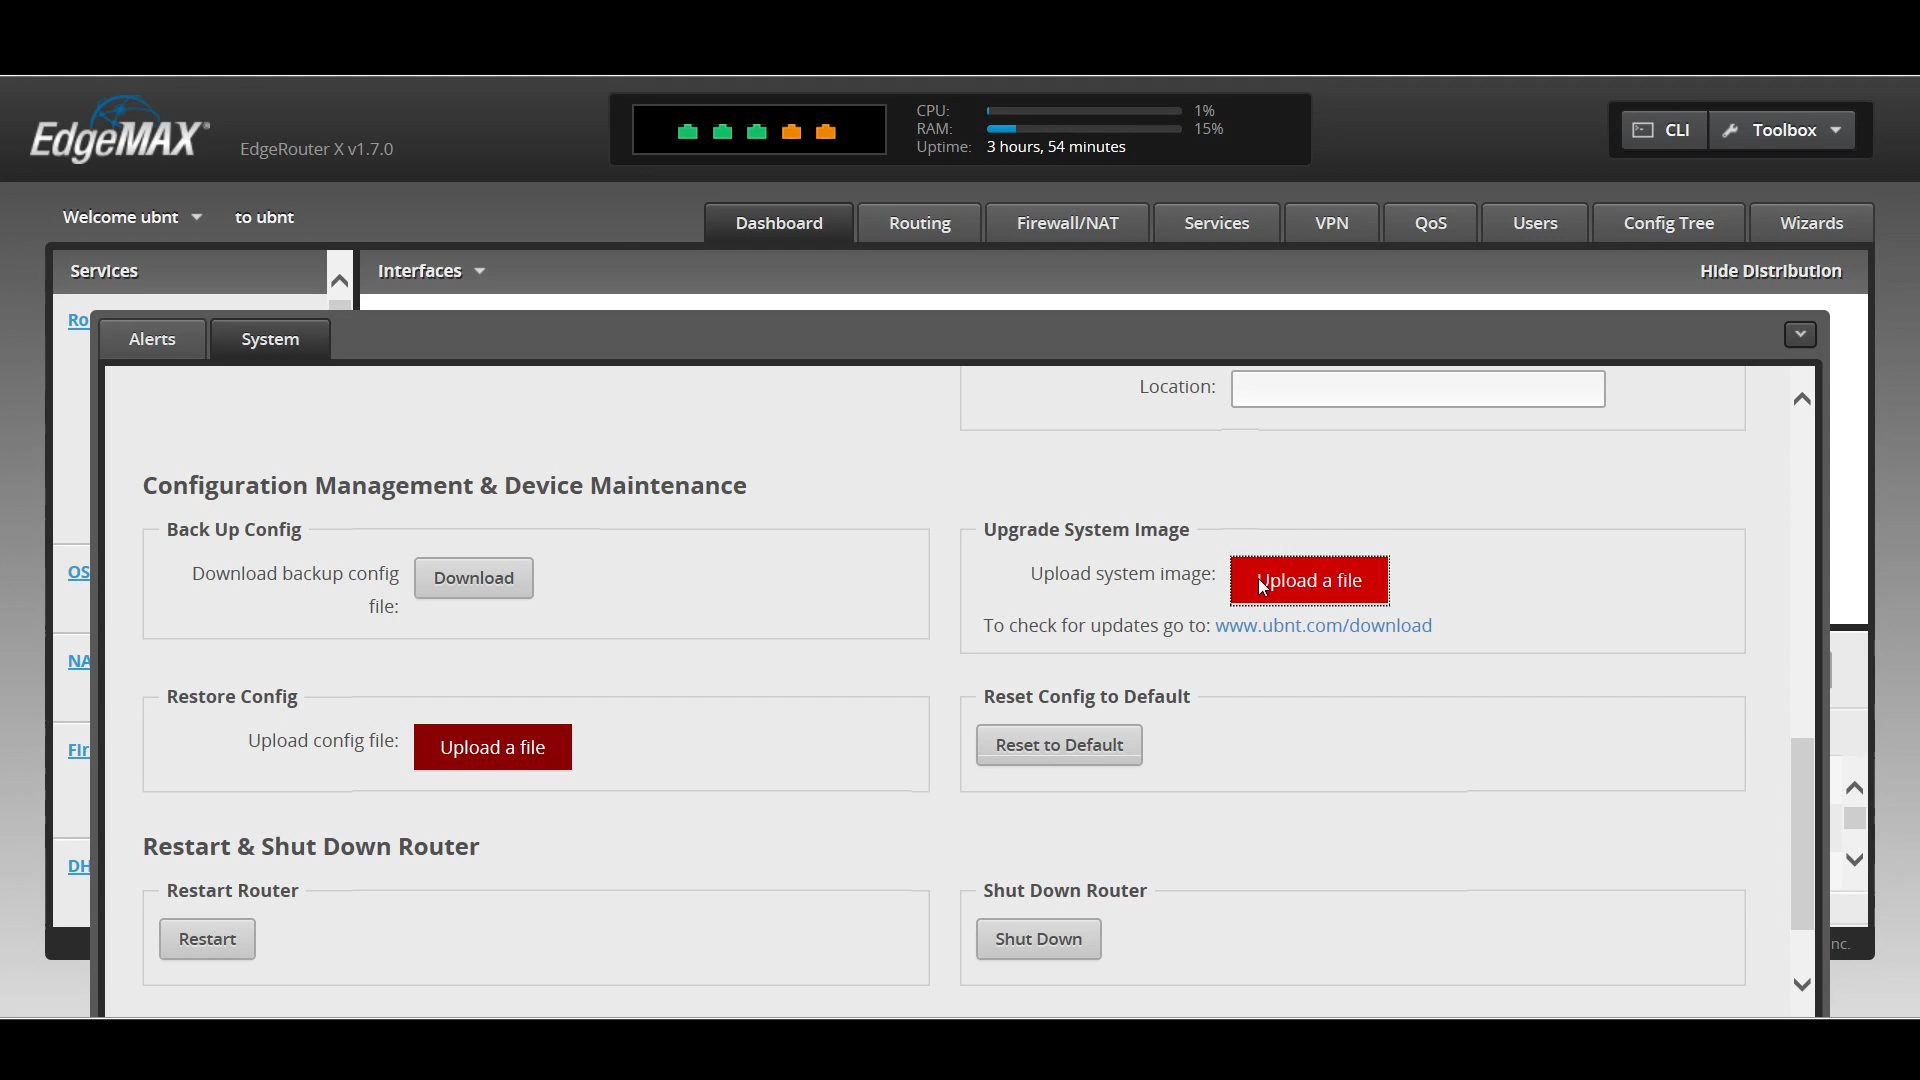 EdgeMAX
EdgeRouter X v1.7.0
CPU: 1%
RAM: 15%
Uptime: 3 hours, 54 minutes
CLI
Toolbox
Welcome ubnt to ubnt
Dashboard
Routing
Firewall/NAT
Services
VPN
QoS
Users
Config Tree
Wizards
Services
Interfaces
Hide Distribution
Ro
OS
NA
Fir
DH
Alerts
System
Location:
Configuration Management & Device Maintenance
Back Up Config
Download backup config
file:
Download
Upgrade System Image
Upload system image:
Upload a file
To check for updates go to: www.ubnt.com/download
Restore Config
Upload config file:
Upload a file
Reset Config to Default
Reset to Default
Restart & Shut Down Router
Restart Router
Restart
Shut Down Router
Shut Down
nc.